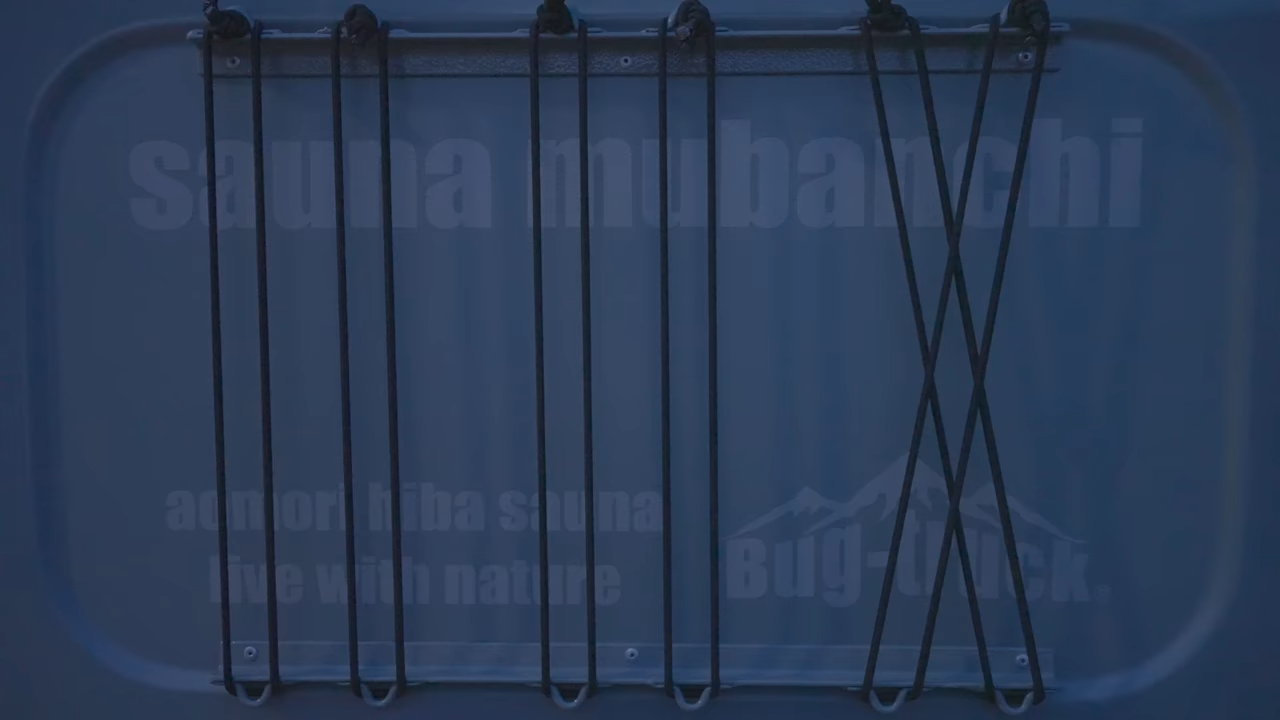 sauna mubanchi
aomori hiba sauna
live with nature
Bug-truck®